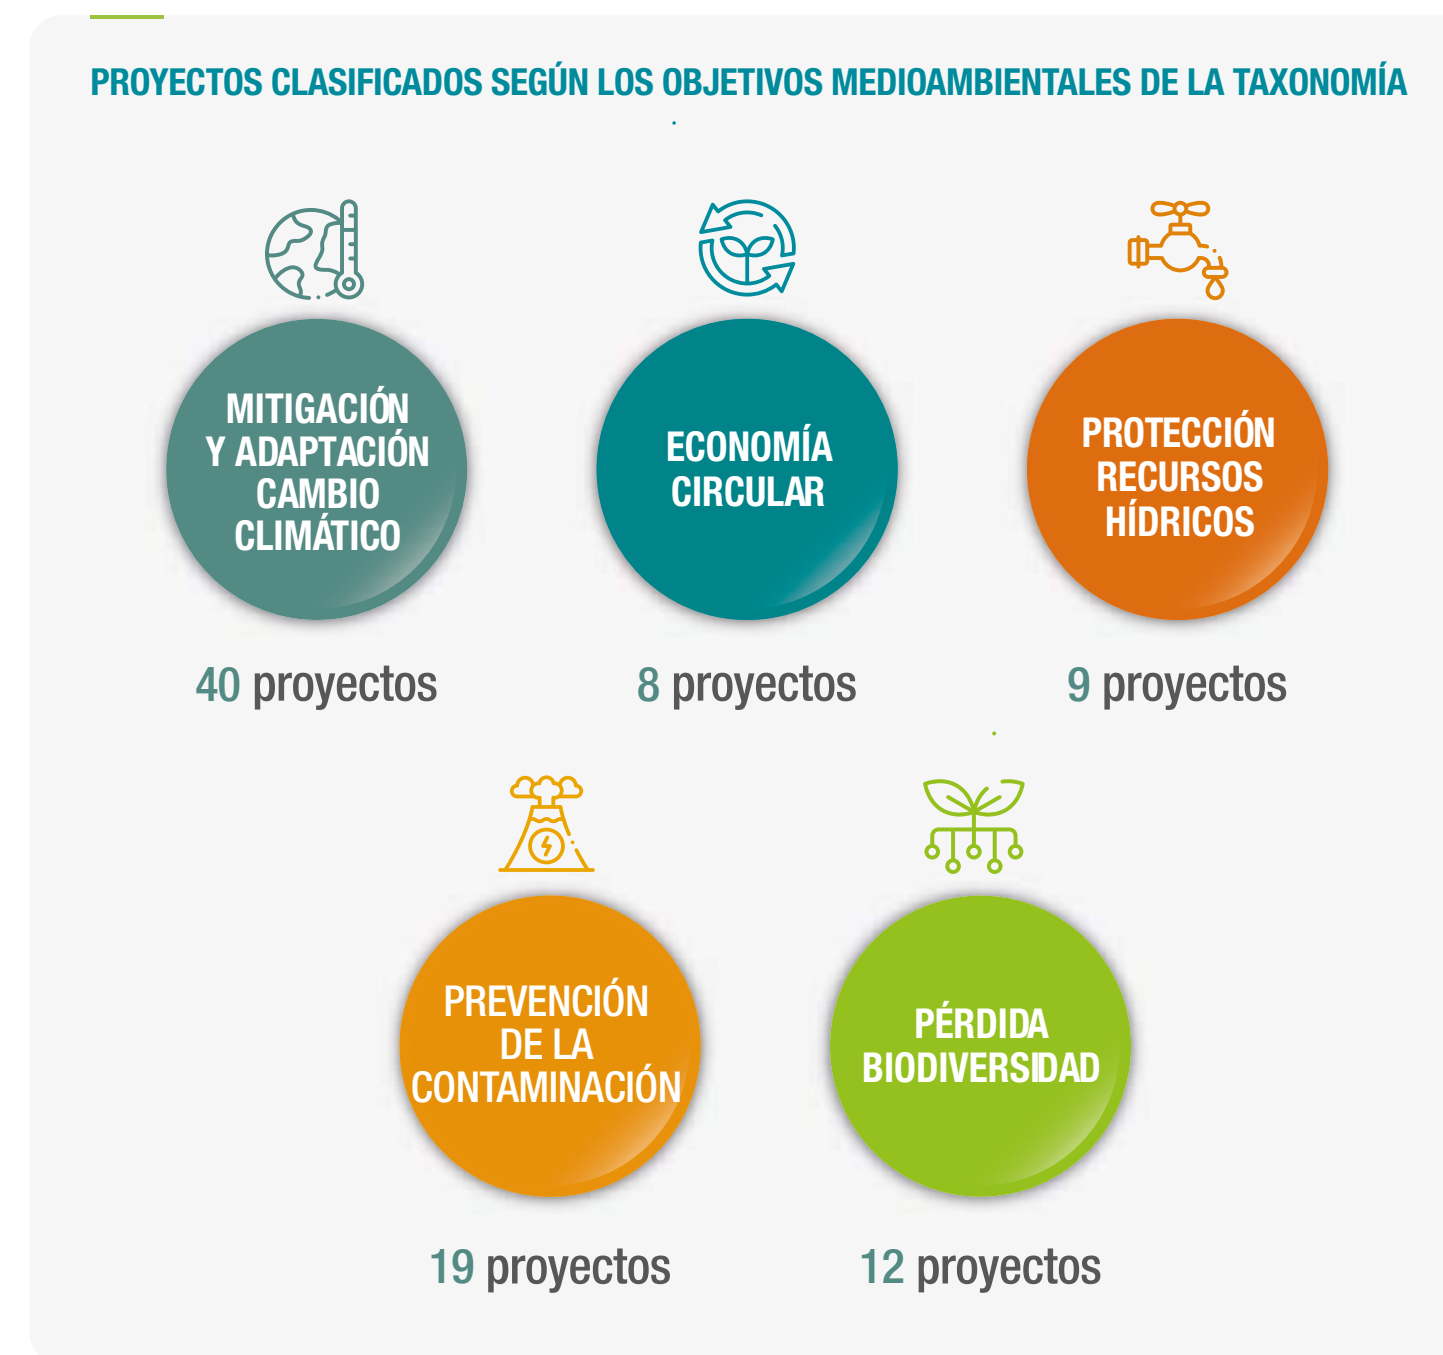 PROYECTOS CLASIFICADOS SEGÚN LOS OBJETIVOS MEDIOAMBIENTALES DE LA TAXONOMÍA
MITIGACIÓN
Y ADAPTACIÓN
CAMBIO
CLIMÁTICO
40 proyectos
ECONOMÍA
CIRCULAR
8 proyectos
PROTECCIÓN
RECURSOS
HÍDRICOS
9 proyectos
PREVENCIÓN
DE LA
CONTAMINACIÓN
19 proyectos
PÉRDIDA
BIODIVERSIDAD
12 proyectos